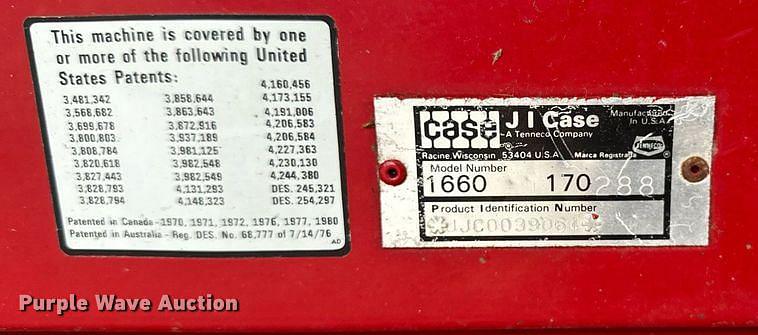 This machine is covered by one
or more of the following United
States Patents:
4,160,456
3,481,342 3,858,644 4,173,155
3,568,682 3,863,643 4,191,006
3,699,678 3,872,916 4,206,583
3,800,803 3,937,189 4,206,584
3,808,784 3,981,125 4,227,363
3,820,618 3,982,548 4,230,130
3,827,443 3,982,549 4,244,380
3,828,793 4,131,293 DES. 245,321
3,828,794 4,148,323 DES. 254,297
Patented in Canada-1970, 1971, 1972, 1976, 1977, 1980
Patented in Australia - Reg. DES. No. 68,777 of 7/14/76
AD
case J I Case
Manufactured
In U.S.A.
A Tenneco Company
TENNECO
Racine, Wisconsin 53404 U.S.A. Marca Registrada
Model Number
1660 170288
Product Identification Number
Purple Wave Auction